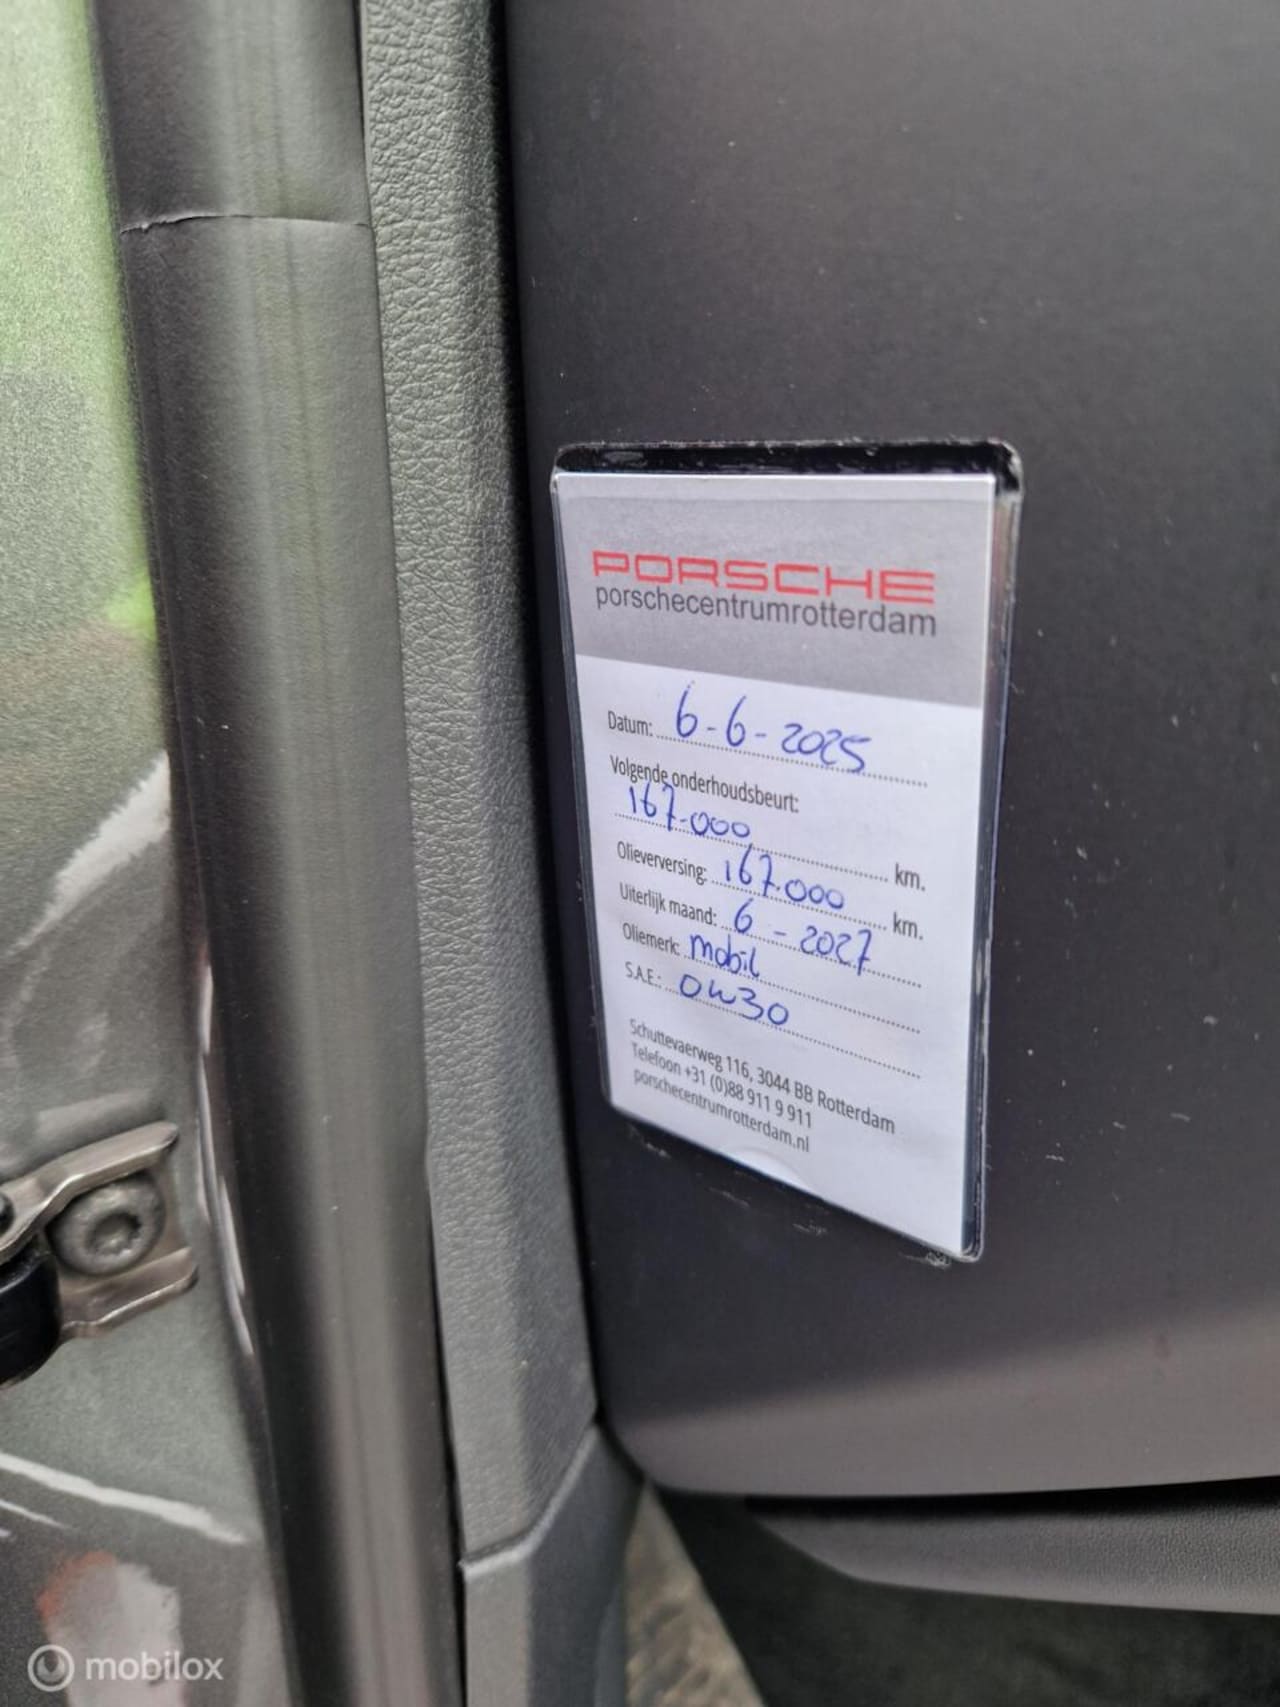 PORSCHE
porschecentrumrotterdam
Datum: 6-6-2025
Volgende onderhoudsbeurt:
167.000 km.
Olieverversing: 167.000 km.
Uiterlijk maand: 6-2027
Oliemerk: mobil
S.A.E.: 0W30
Schuttevaerweg 116, 3044 BB Rotterdam
Telefoon +31 (0)88 911 9 911
porschecentrumrotterdam.nl
mobilox